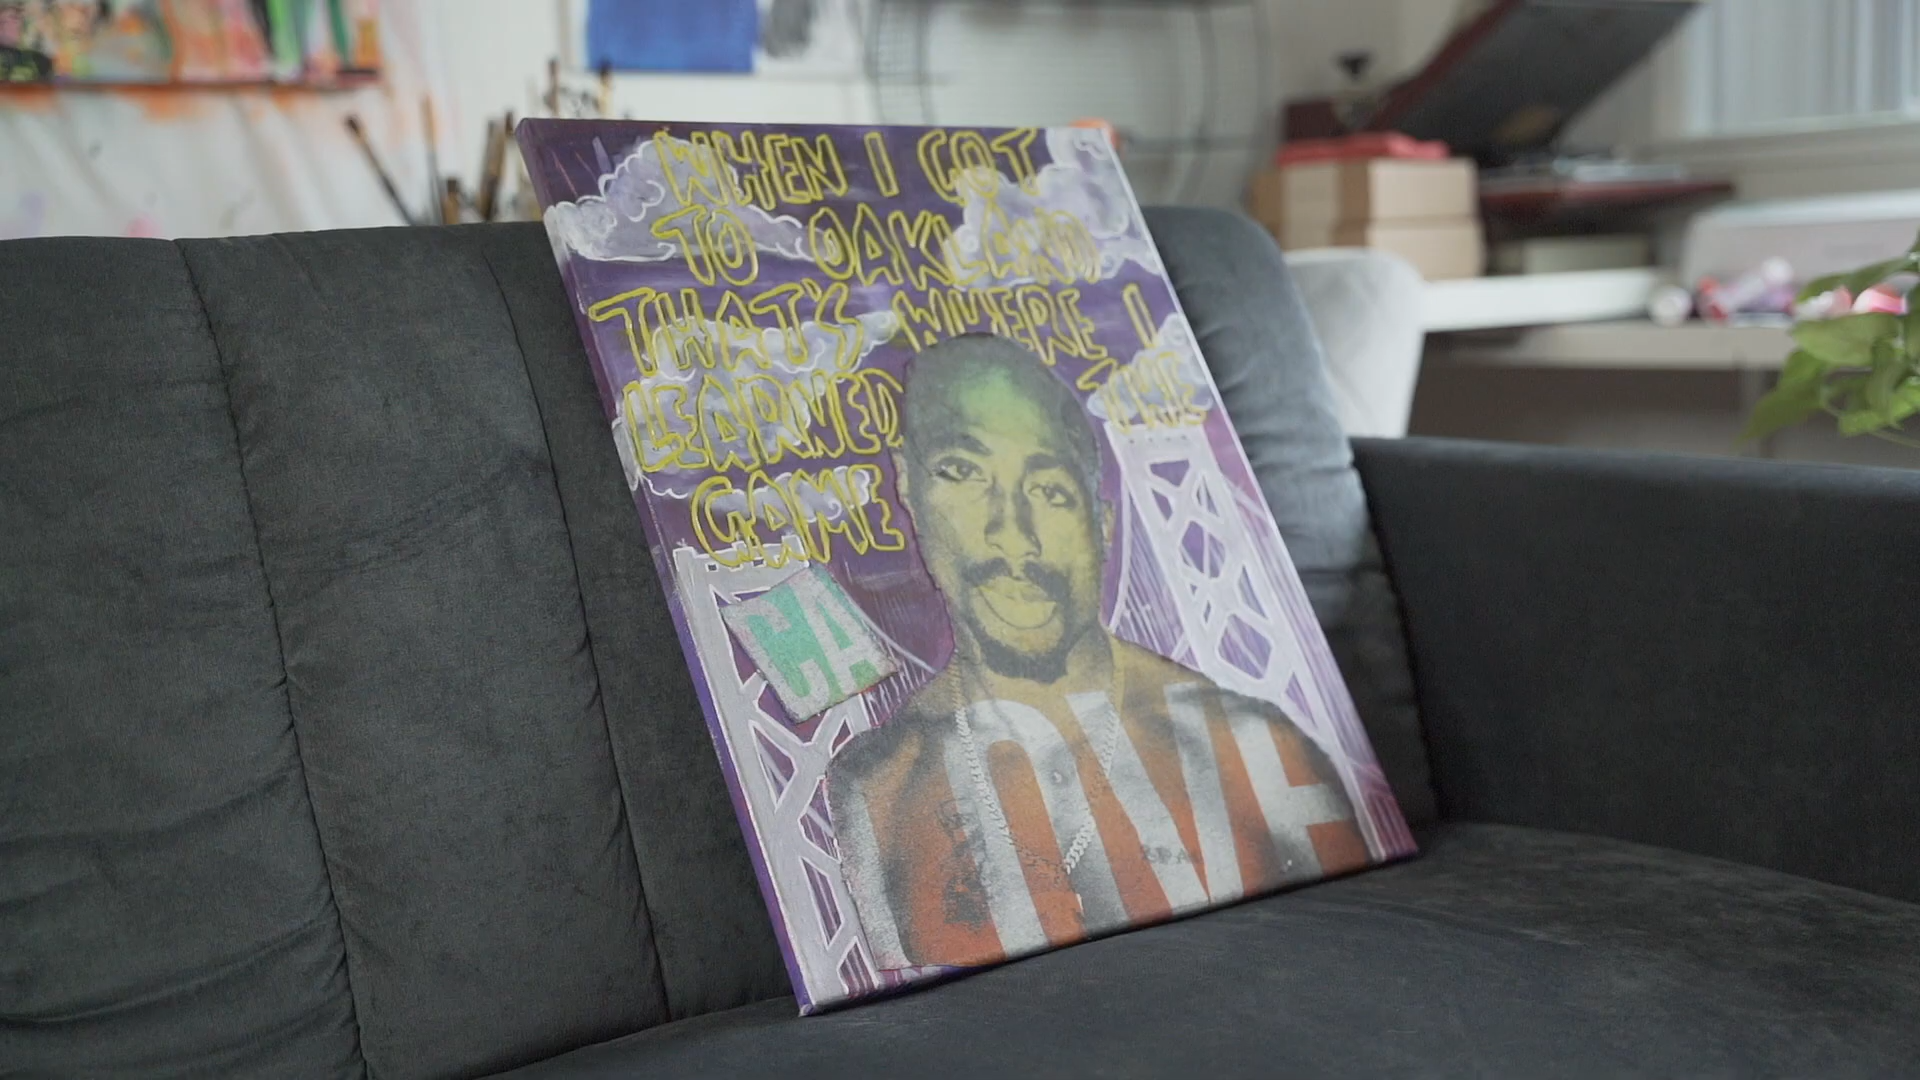 WHEN I GOT
TO OAKLAND
THAT'S WHERE I
LEARNED THE
GAME
CA
LOVE